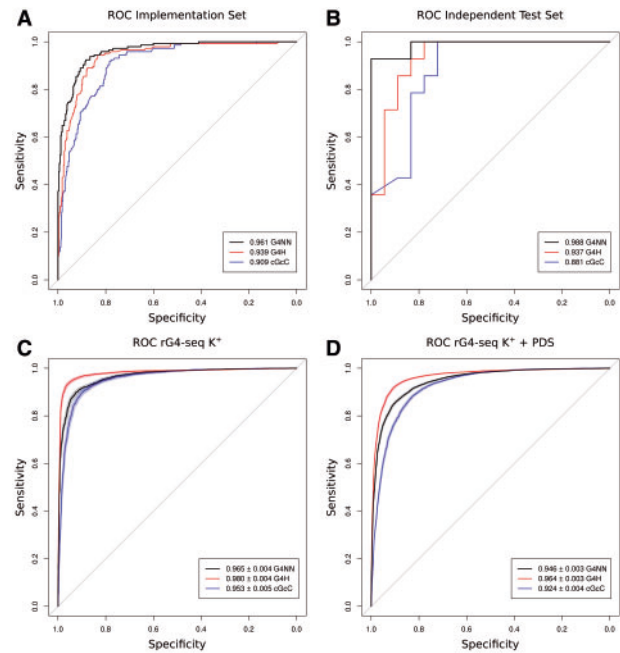 A
ROC Implementation Set
Sensitivity
1.0
0.8
0.6
0.4
0.2
0.0
0.961 G4NN
0.939 G4H
0.909 cGcC
1.0 0.8 0.6 0.4 0.2 0.0
Specificity
B
ROC Independent Test Set
Sensitivity
1.0
0.8
0.6
0.4
0.2
0.0
0.988 G4NN
0.937 G4H
0.881 cGcC
1.0 0.8 0.6 0.4 0.2 0.0
Specificity
C
ROC rG4-seq K⁺
Sensitivity
1.0
0.8
0.6
0.4
0.2
0.0
0.965 ± 0.004 G4NN
0.980 ± 0.004 G4H
0.953 ± 0.005 cGcC
1.0 0.8 0.6 0.4 0.2 0.0
Specificity
D
ROC rG4-seq K⁺ + PDS
Sensitivity
1.0
0.8
0.6
0.4
0.2
0.0
0.946 ± 0.003 G4NN
0.964 ± 0.003 G4H
0.924 ± 0.004 cGcC
1.0 0.8 0.6 0.4 0.2 0.0
Specificity